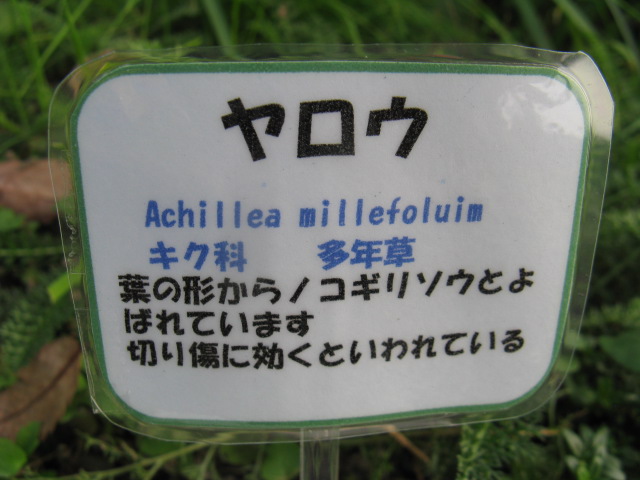 ヤロウ
Achillea millefoluim
キク科　　多年草
葉の形からノコギリソウとよ
ばれています
切り傷に効くといわれている